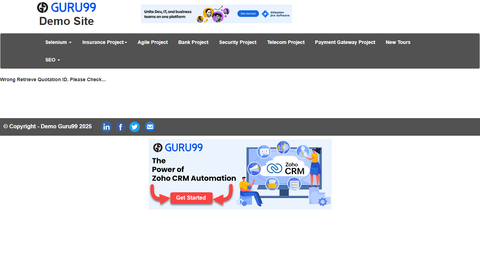 GURU99
Demo Site
Unite Dev, IT, and business teams on one platform
Selenium Insurance Project Agile Project Bank Project Security Project Telecom Project Payment Gateway Project New Tours
SEO
Wrong Retrieve Quotation ID. Please Check...
© Copyright - Demo Guru99 2025
GURU99
The
Power of
Zoho CRM Automation
Get Started
Zoho
CRM